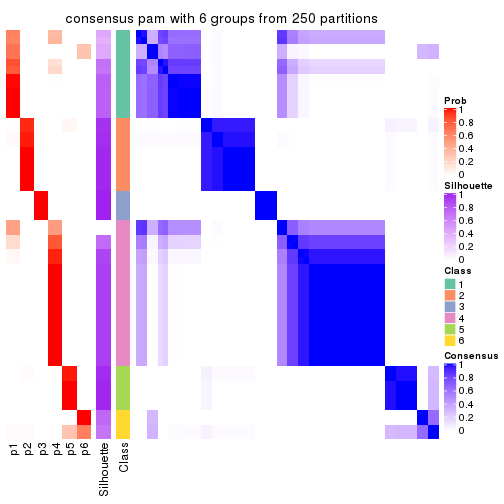 consensus pam with 6 groups from 250 partitions
Prob
1
0.8
0.6
0.4
0.2
0
Silhouette
1
0.8
0.6
0.4
0.2
0
Class
1
2
3
4
5
6
Consensus
1
0.8
0.6
0.4
0.2
0
p1
p2
p3
p4
p5
p6
Silhouette
Class